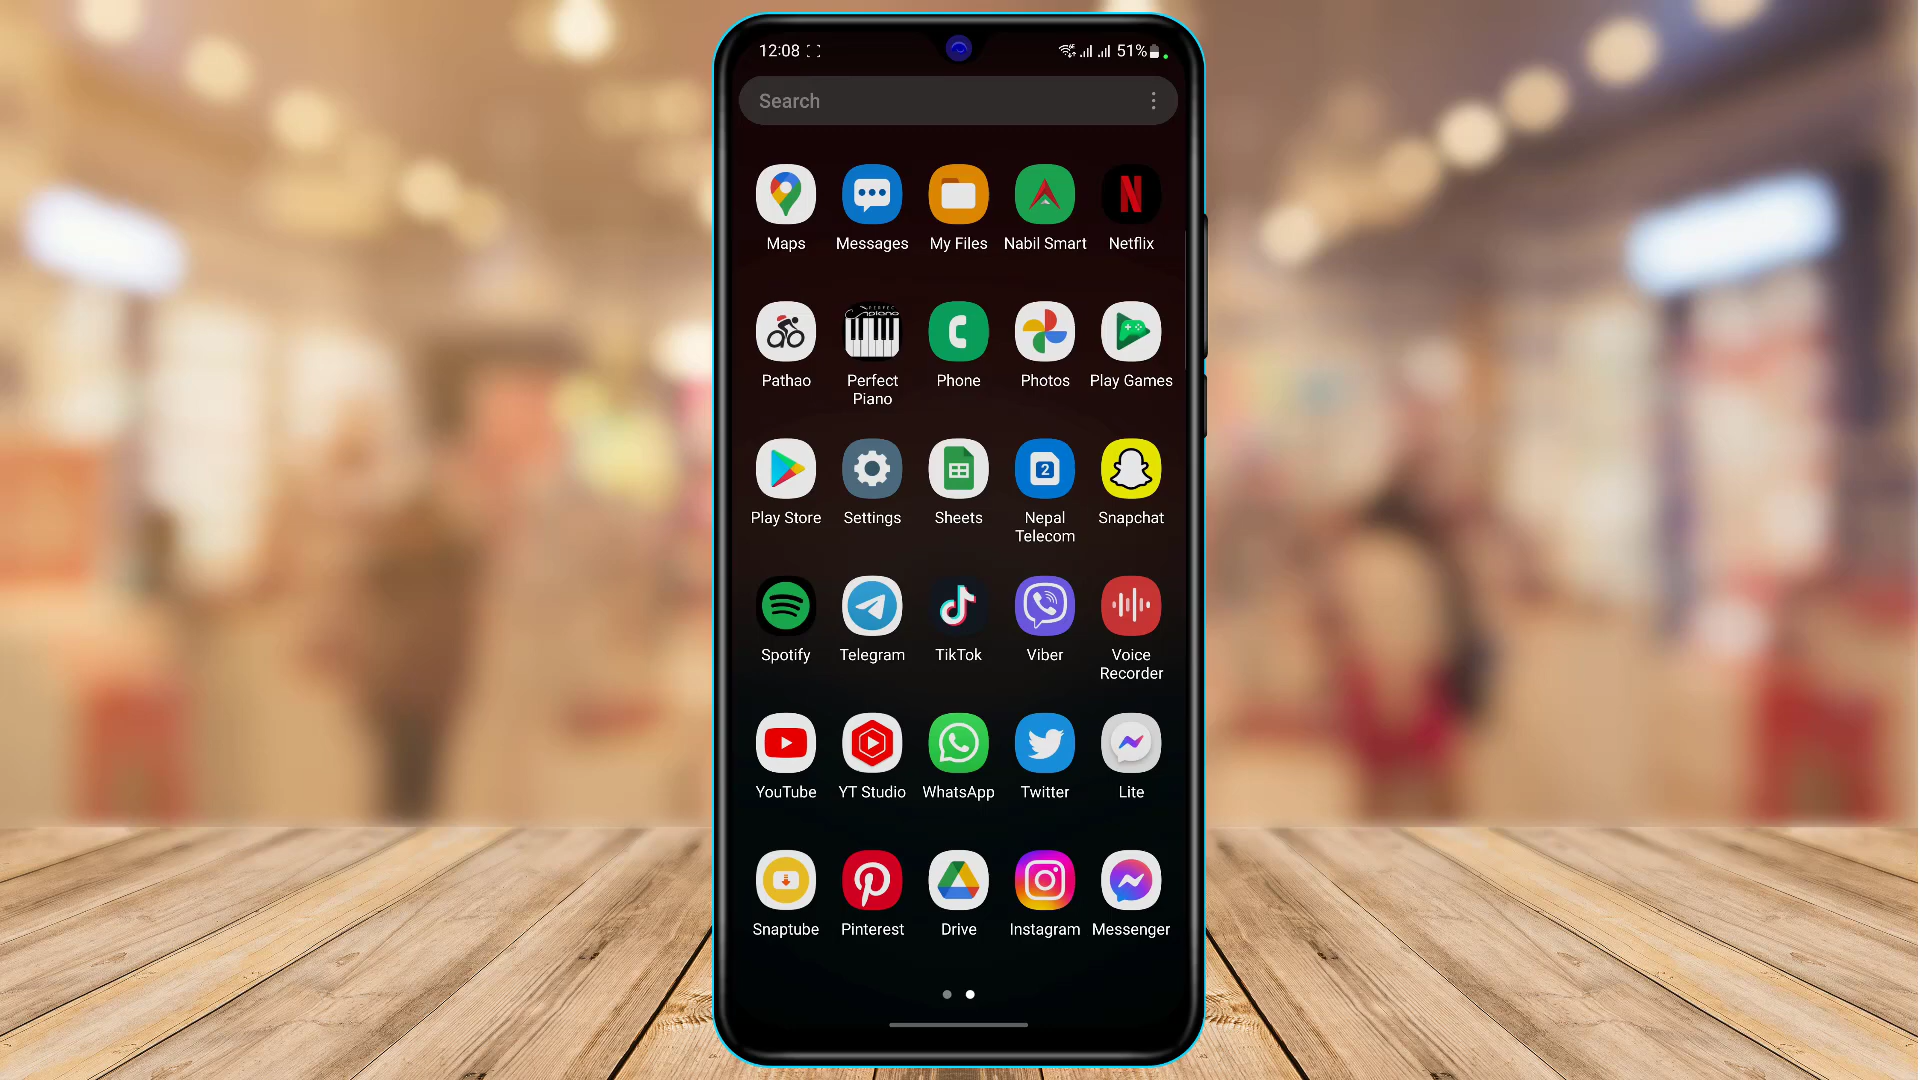 12:08 51%
Search
Maps Messages My Files Nabil Smart Netflix
Pathao Perfect Piano Phone Photos Play Games
Play Store Settings Sheets 2 Nepal Telecom Snapchat
Spotify Telegram TikTok Viber Voice Recorder
YouTube YT Studio WhatsApp Twitter Lite
Snaptube Pinterest Drive Instagram Messenger